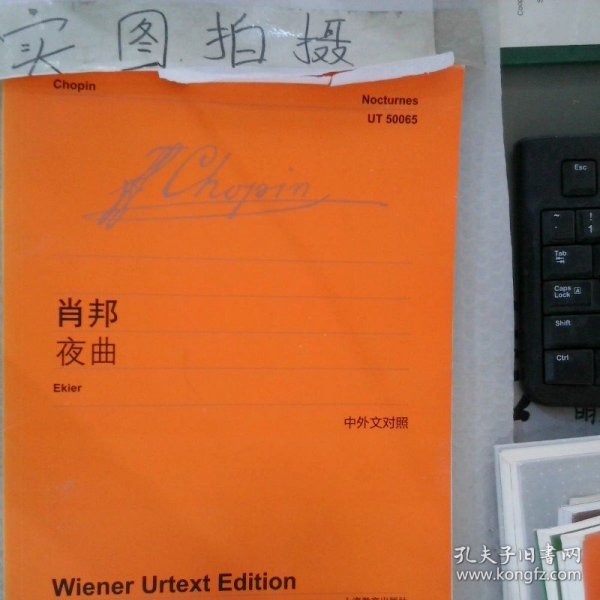 实图拍摄
Chopin
Nocturnes
UT 50065
Chopin
肖邦
夜曲
Ekier
中外文对照
Wiener Urtext Edition
Esc
~
!
1
Tab
Caps
Lock
A
Shift
Ctrl
孔夫子旧书网
www.kongfz.com